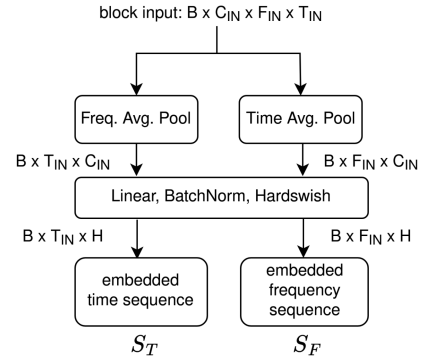 block input: B x C_IN x F_IN x T_IN
Freq. Avg. Pool
Time Avg. Pool
B x T_IN x C_IN
B x F_IN x C_IN
Linear, BatchNorm, Hardswish
B x T_IN x H
B x F_IN x H
embedded
time sequence
embedded
frequency
sequence
S_T
S_F